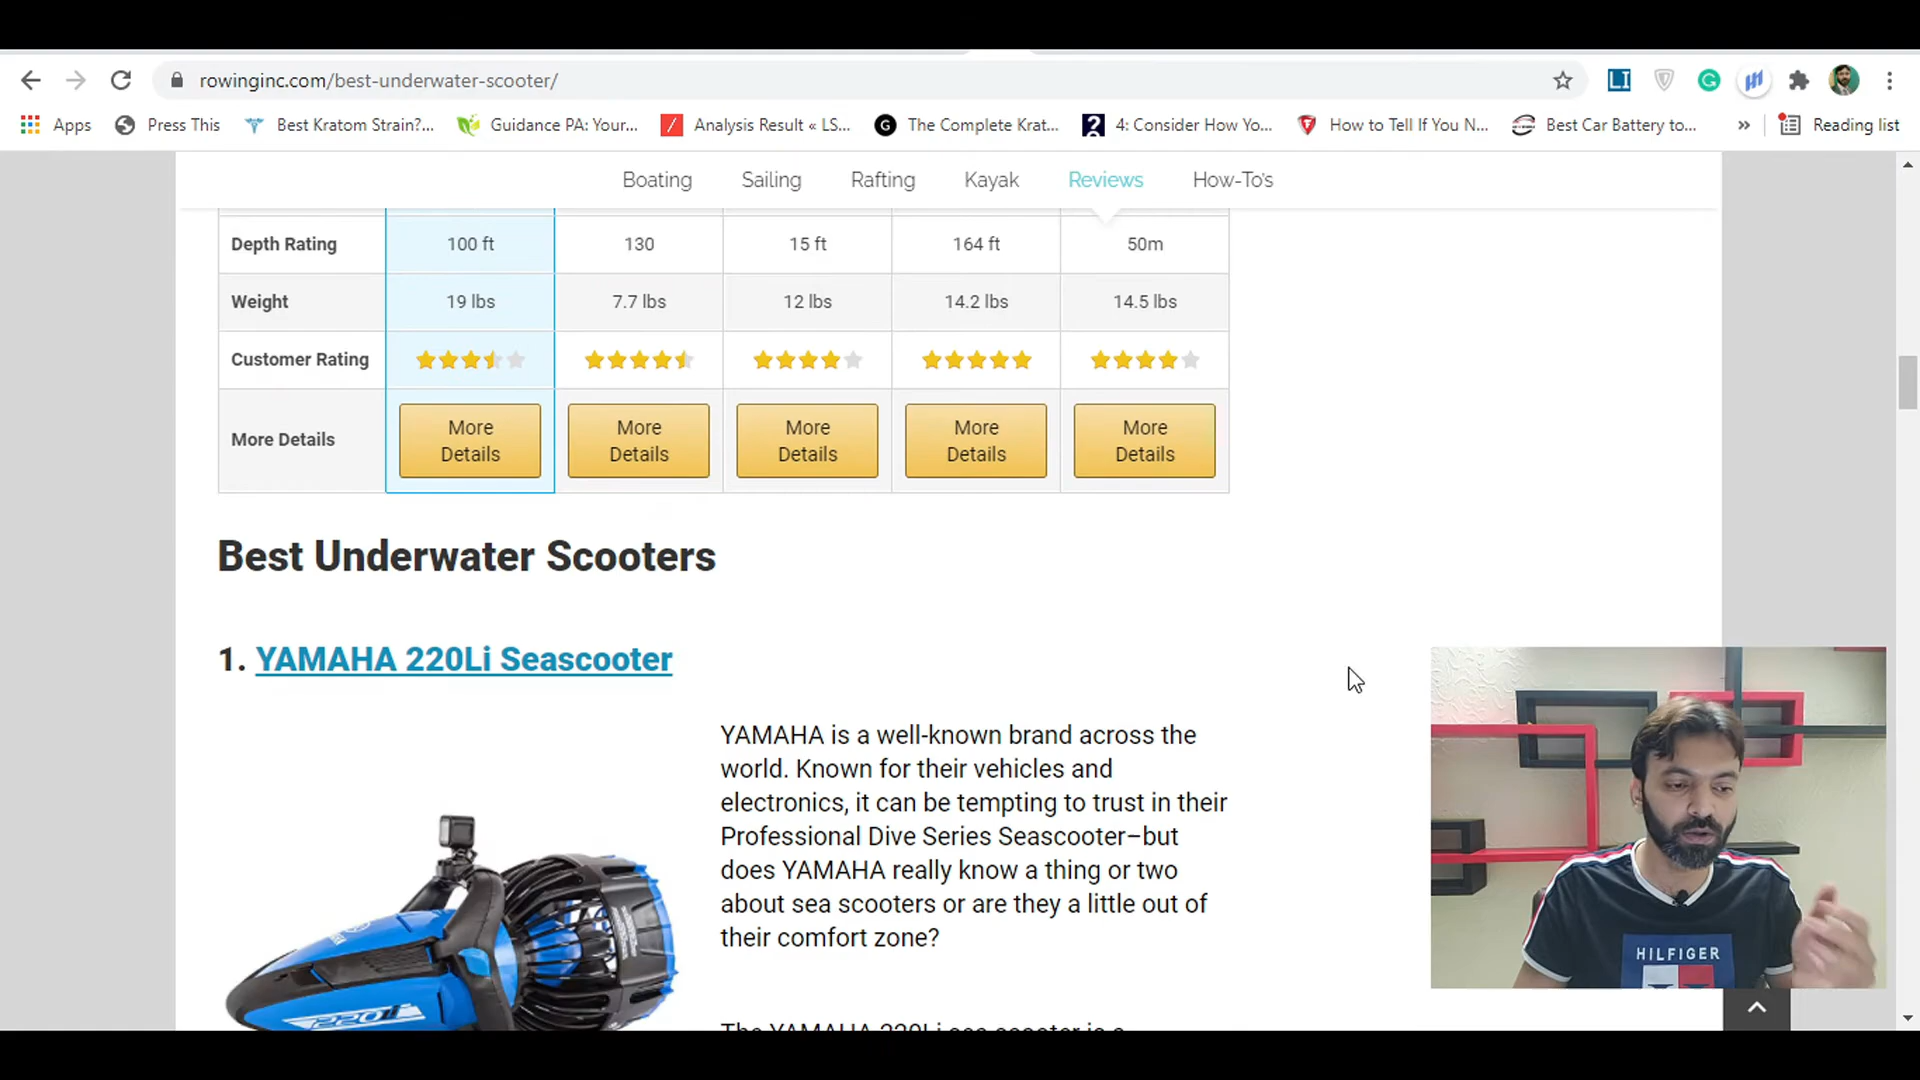 rowinginc.com/best-underwater-scooter/
Apps Press This Best Kratom Strain?... Guidance PA: Your... Analysis Result « LS... The Complete Krat... 4: Consider How Yo... How to Tell If You N... Best Car Battery to... » Reading list
Boating Sailing Rafting Kayak Reviews How-To's
Depth Rating 100 ft 130 15 ft 164 ft 50m
Weight 19 lbs 7.7 lbs 12 lbs 14.2 lbs 14.5 lbs
Customer Rating
More Details More Details More Details More Details More Details More Details
Best Underwater Scooters
1. YAMAHA 220Li Seascooter
YAMAHA is a well-known brand across the
world. Known for their vehicles and
electronics, it can be tempting to trust in their
Professional Dive Series Seascooter–but
does YAMAHA really know a thing or two
about sea scooters or are they a little out of
their comfort zone?
The YAMAHA 220Li sea scooter is a
HILFIGER